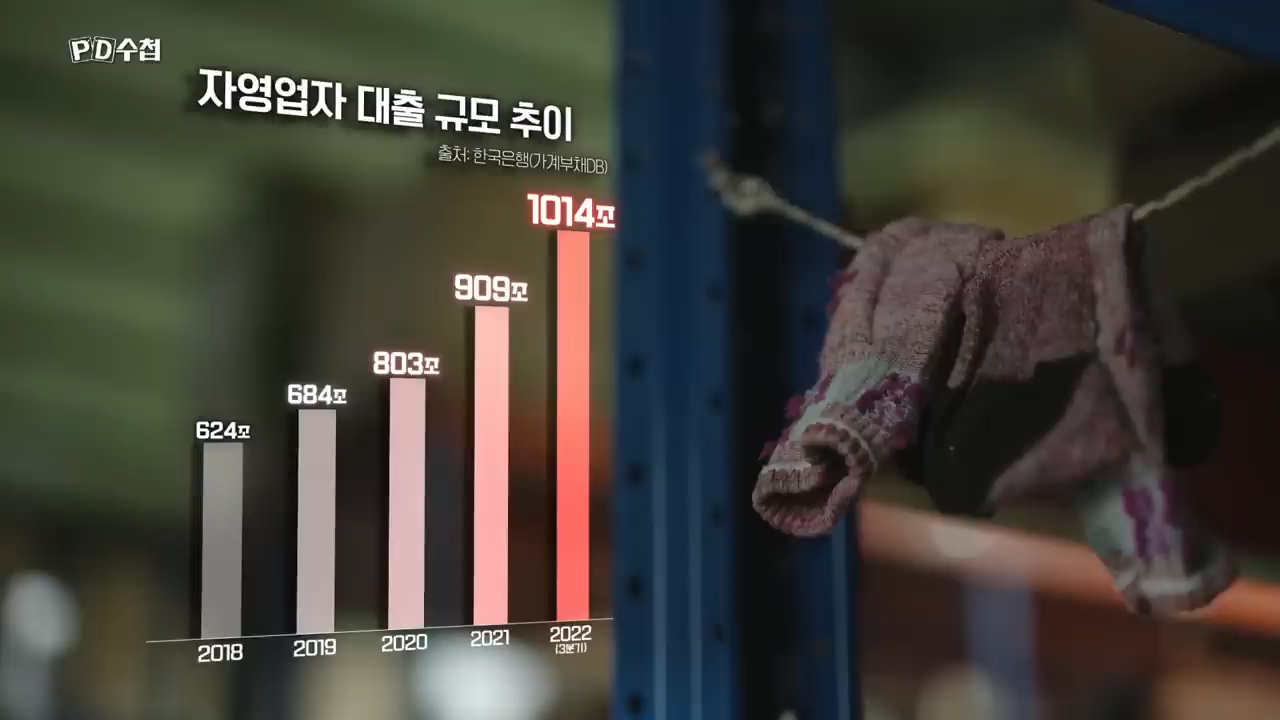 PD수첩
자영업자 대출 규모 추이
출처: 한국은행(가계부채DB)
1014조
909조
803조
684조
624조
2018
2019
2020
2021
2022
(3분기)